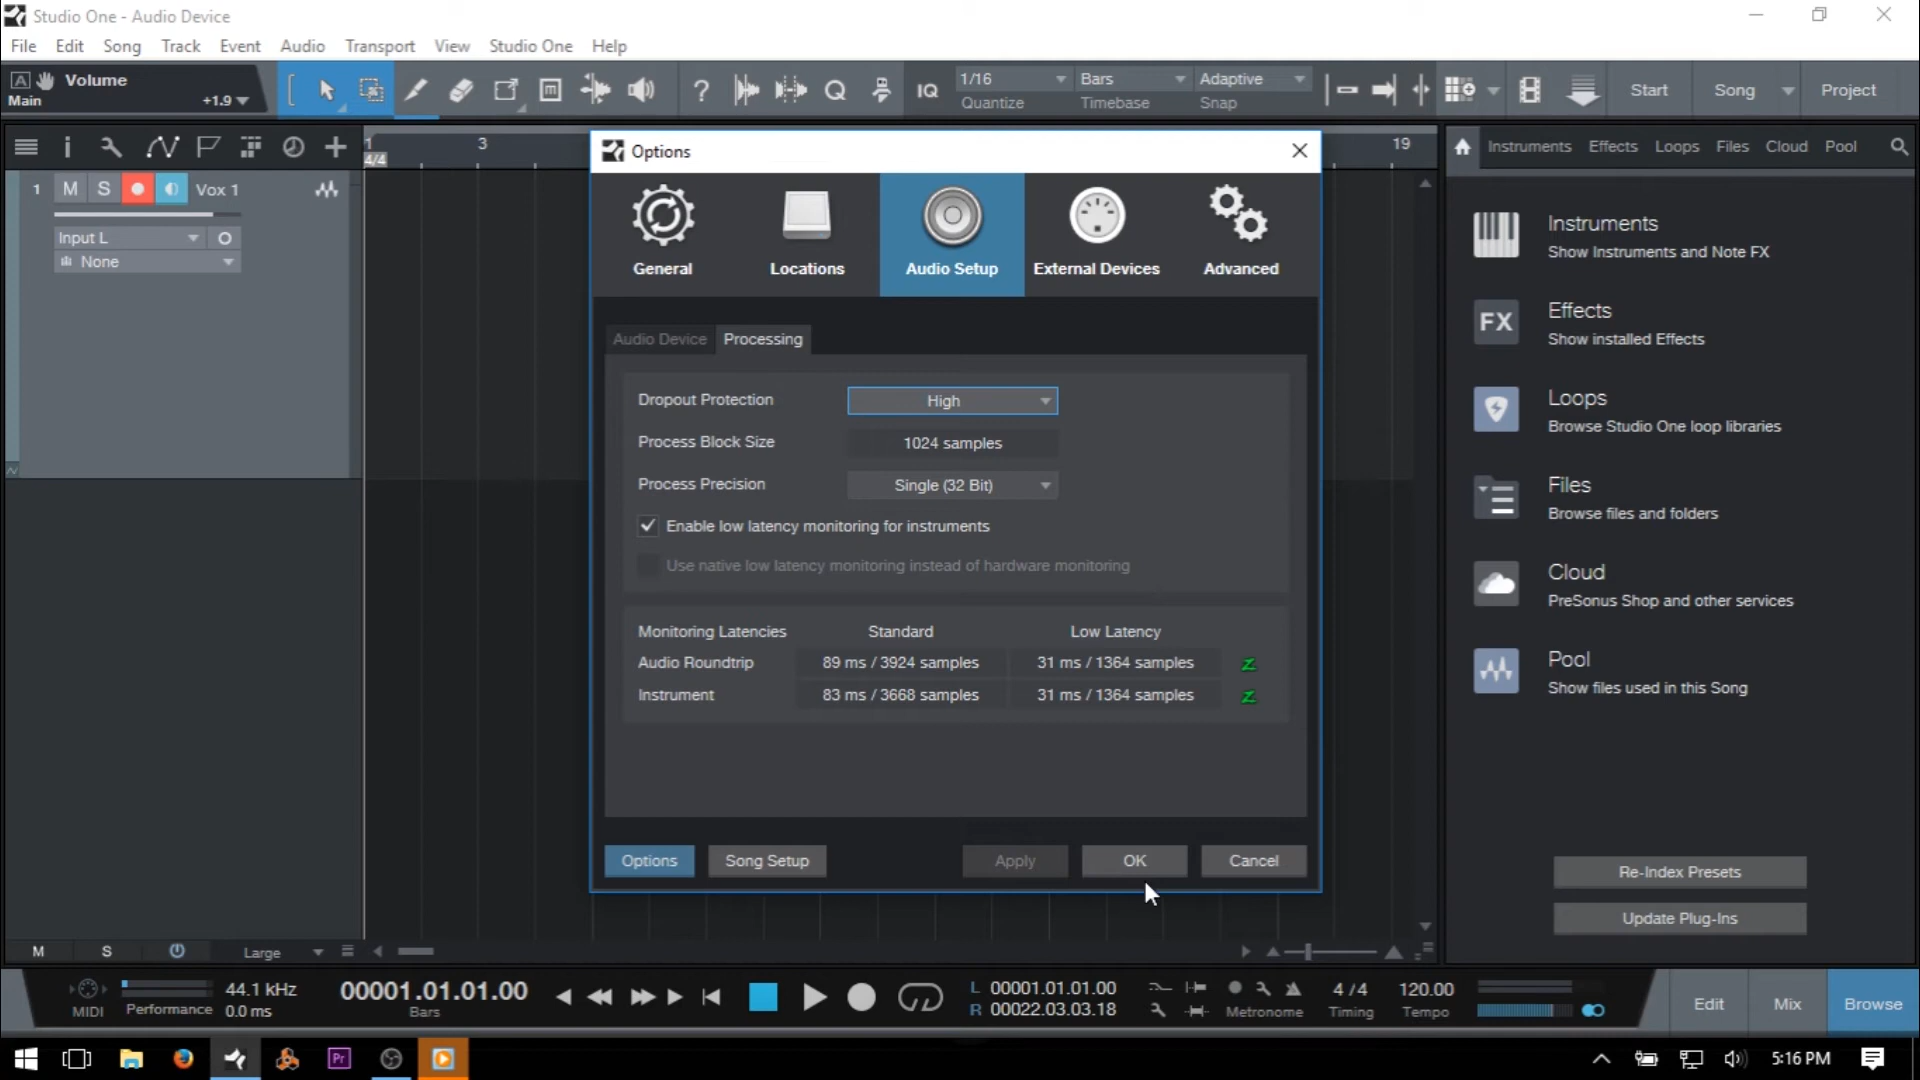 Studio One - Audio Device
File Edit Song Track Event Audio Transport View Studio One Help
A Volume
Main +1.9
? Q IQ 1/16 Bars Adaptive
Quantize Timebase Snap
Start Song Project
1 3 19
4/4
1 M S Vox 1
Input L
None
Options
General Locations Audio Setup External Devices Advanced
Audio Device Processing
Dropout Protection High
Process Block Size 1024 samples
Process Precision Single (32 Bit)
Enable low latency monitoring for instruments
Use native low latency monitoring instead of hardware monitoring
Monitoring Latencies Standard Low Latency
Audio Roundtrip 89 ms / 3924 samples 31 ms / 1364 samples Z
Instrument 83 ms / 3668 samples 31 ms / 1364 samples Z
Options Song Setup Apply OK Cancel
Instruments Effects Loops Files Cloud Pool
Instruments
Show Instruments and Note FX
FX
Effects
Show installed Effects
Loops
Browse Studio One loop libraries
Files
Browse files and folders
Cloud
PreSonus Shop and other services
Pool
Show files used in this Song
Re-Index Presets
Update Plug-Ins
M S Large
MIDI
Performance
44.1 kHz
0.0 ms
00001.01.01.00
Bars
L 00001.01.01.00
R 00022.03.03.18
Metronome
4 / 4
Timing
120.00
Tempo
Edit Mix Browse
Pr
5:16 PM